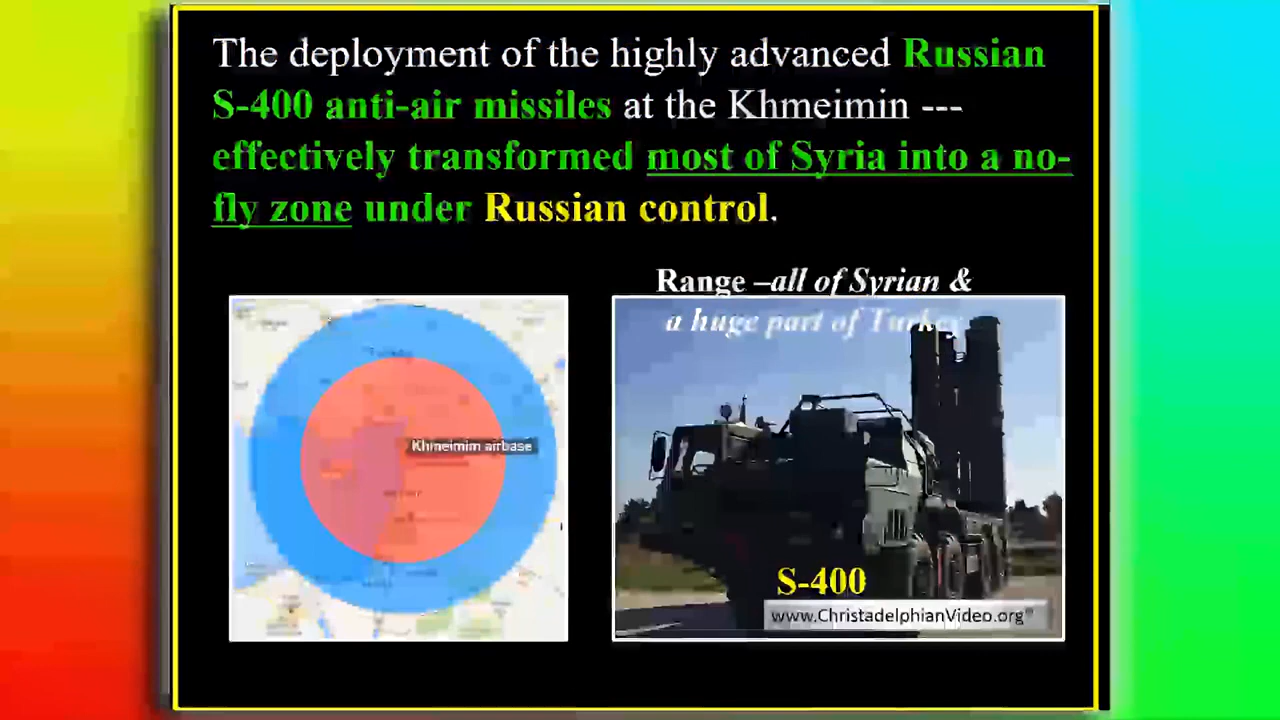 The deployment of the highly advanced Russian
S-400 anti-air missiles at the Khmeimin ---
effectively transformed most of Syria into a no-
fly zone under Russian control.
Range –all of Syrian &
a huge part of Turkey
Khmeimim airbase
S-400
www.ChristadelphianVideo.org